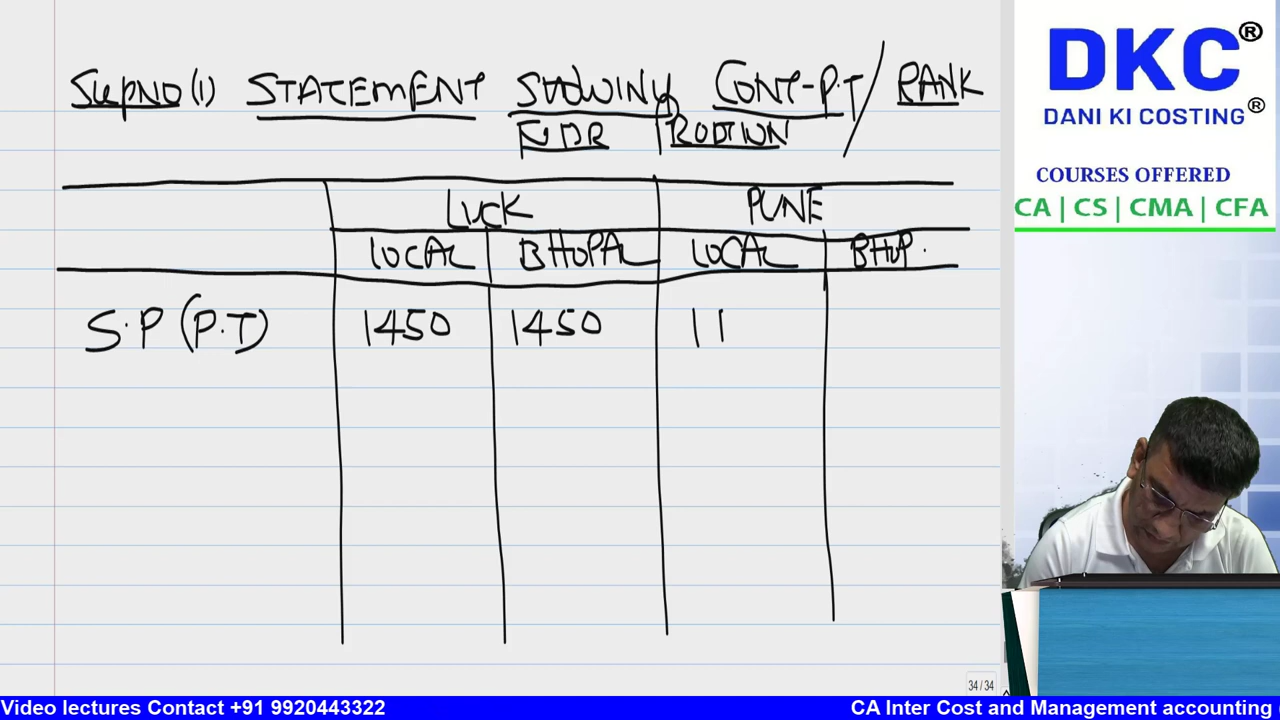 StepNO (1) STATEMENT SHOWING CONT-P.T / RANK
FOR PRODTION
LUCK PUNE
LOCAL BHOPAL LOCAL BHOP.
S.P (P.T) 1450 1450 11
DKC®
DANI KI COSTING®
COURSES OFFERED
CA | CS | CMA | CFA
34 / 34
Video lectures Contact +91 9920443322 CA Inter Cost and Management accounting